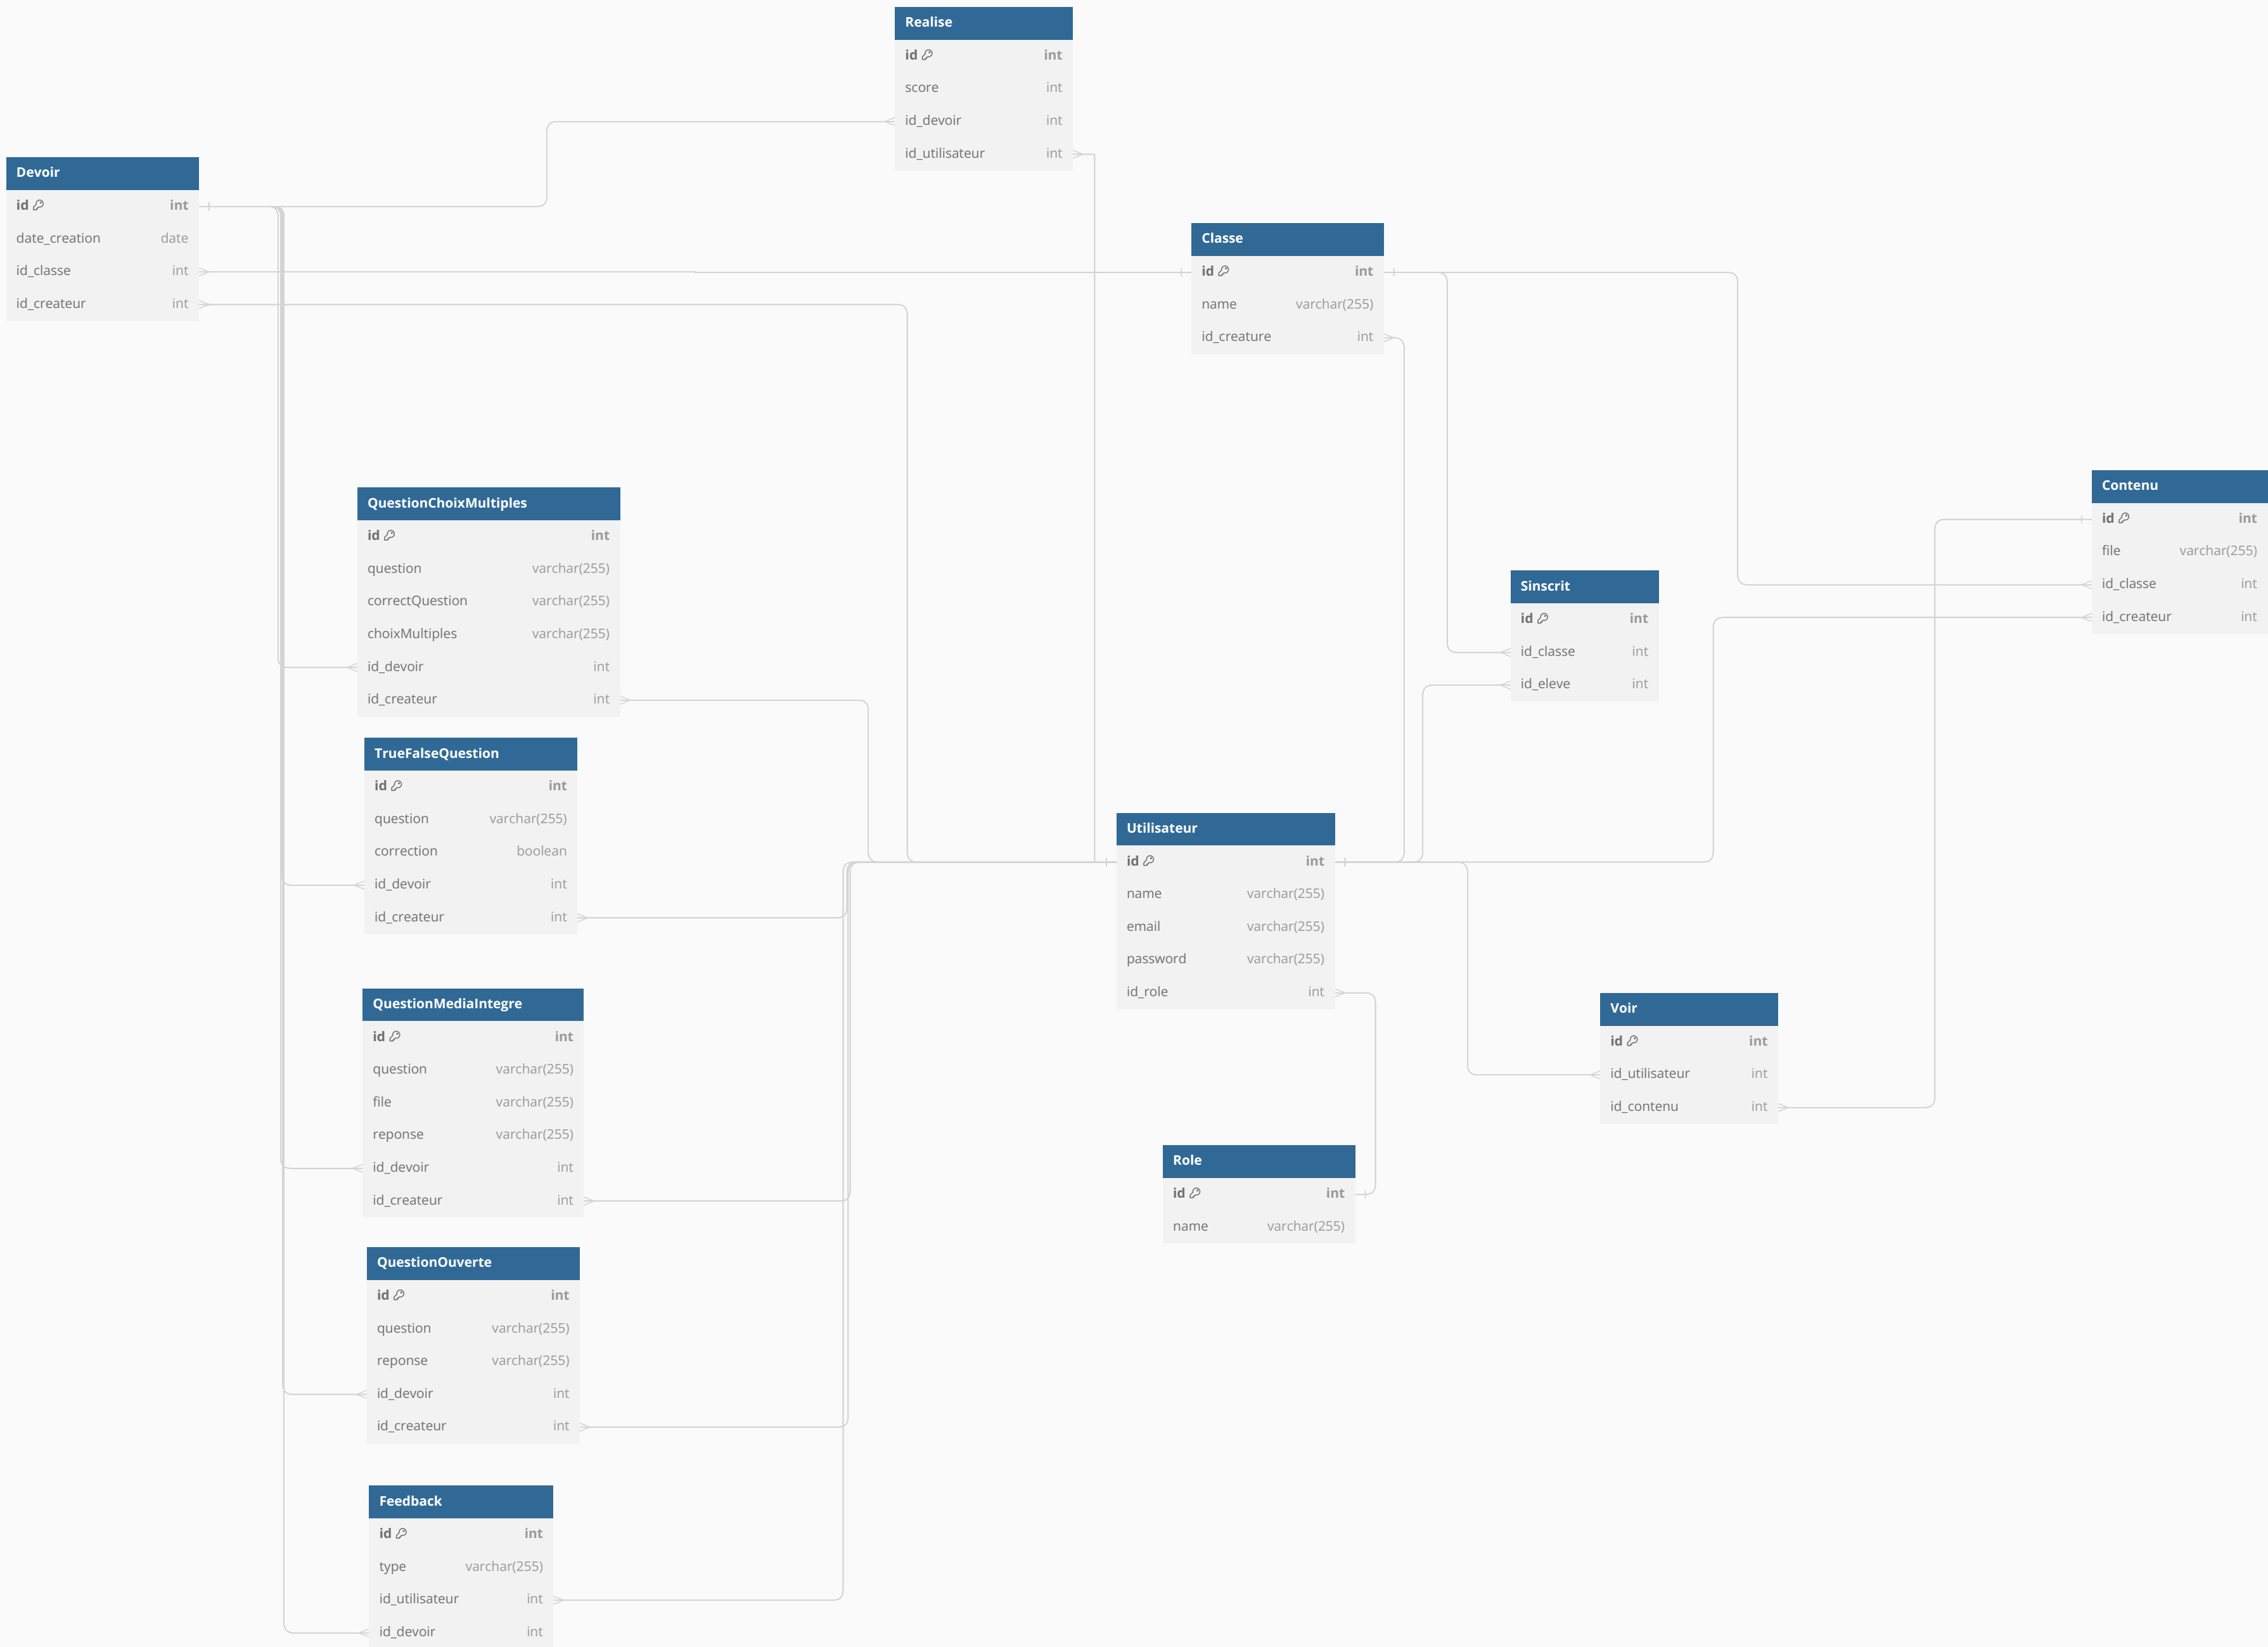 Realise
id int
score int
id_devoir int
id_utilisateur int
Devoir
id int
date_creation date
id_classe int
id_createur int
Classe
id int
name varchar(255)
id_creature int
QuestionChoixMultiples
id int
question varchar(255)
correctQuestion varchar(255)
choixMultiples varchar(255)
id_devoir int
id_createur int
Contenu
id int
file varchar(255)
id_classe int
id_createur int
Sinscrit
id int
id_classe int
id_eleve int
TrueFalseQuestion
id int
question varchar(255)
correction boolean
id_devoir int
id_createur int
Utilisateur
id int
name varchar(255)
email varchar(255)
password varchar(255)
id_role int
QuestionMediaIntegre
id int
question varchar(255)
file varchar(255)
reponse varchar(255)
id_devoir int
id_createur int
Voir
id int
id_utilisateur int
id_contenu int
Role
id int
name varchar(255)
QuestionOuverte
id int
question varchar(255)
reponse varchar(255)
id_devoir int
id_createur int
Feedback
id int
type varchar(255)
id_utilisateur int
id_devoir int